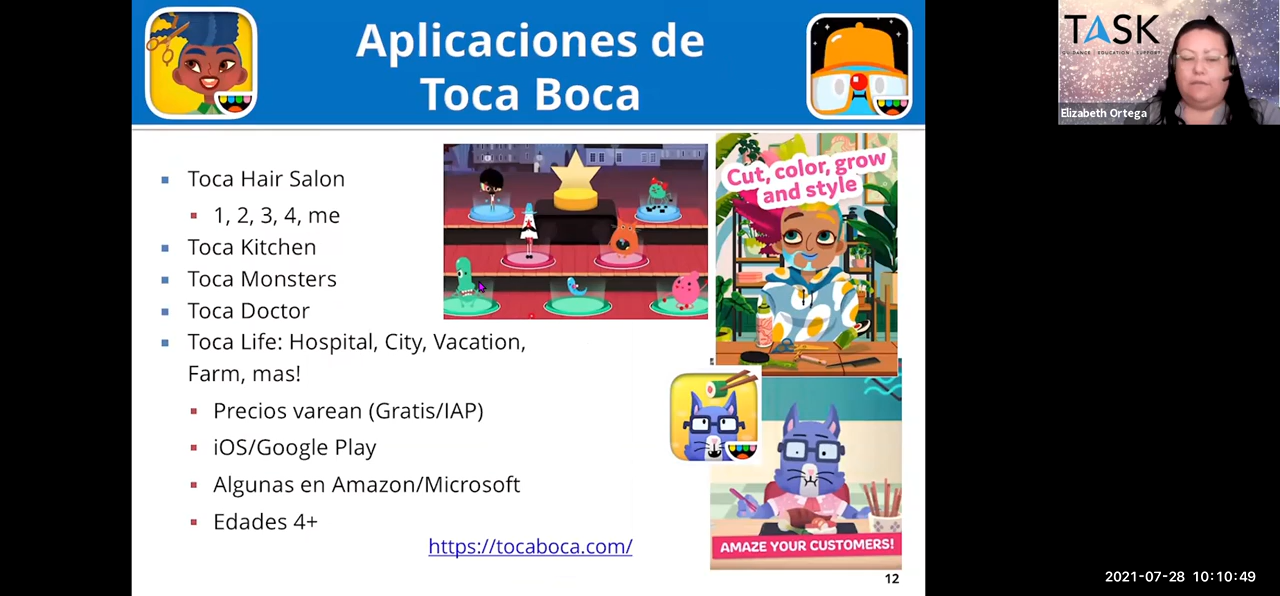 Aplicaciones de
Toca Boca
Toca Hair Salon
1, 2, 3, 4, me
Toca Kitchen
Toca Monsters
Toca Doctor
Toca Life: Hospital, City, Vacation,
Farm, mas!
Precios varean (Gratis/IAP)
iOS/Google Play
Algunas en Amazon/Microsoft
Edades 4+
https://tocaboca.com/
Cut, color, grow
and style
AMAZE YOUR CUSTOMERS!
12
TASK
GUIDANCE | EDUCATION | SUPPORT
Elizabeth Ortega
2021-07-28 10:10:49